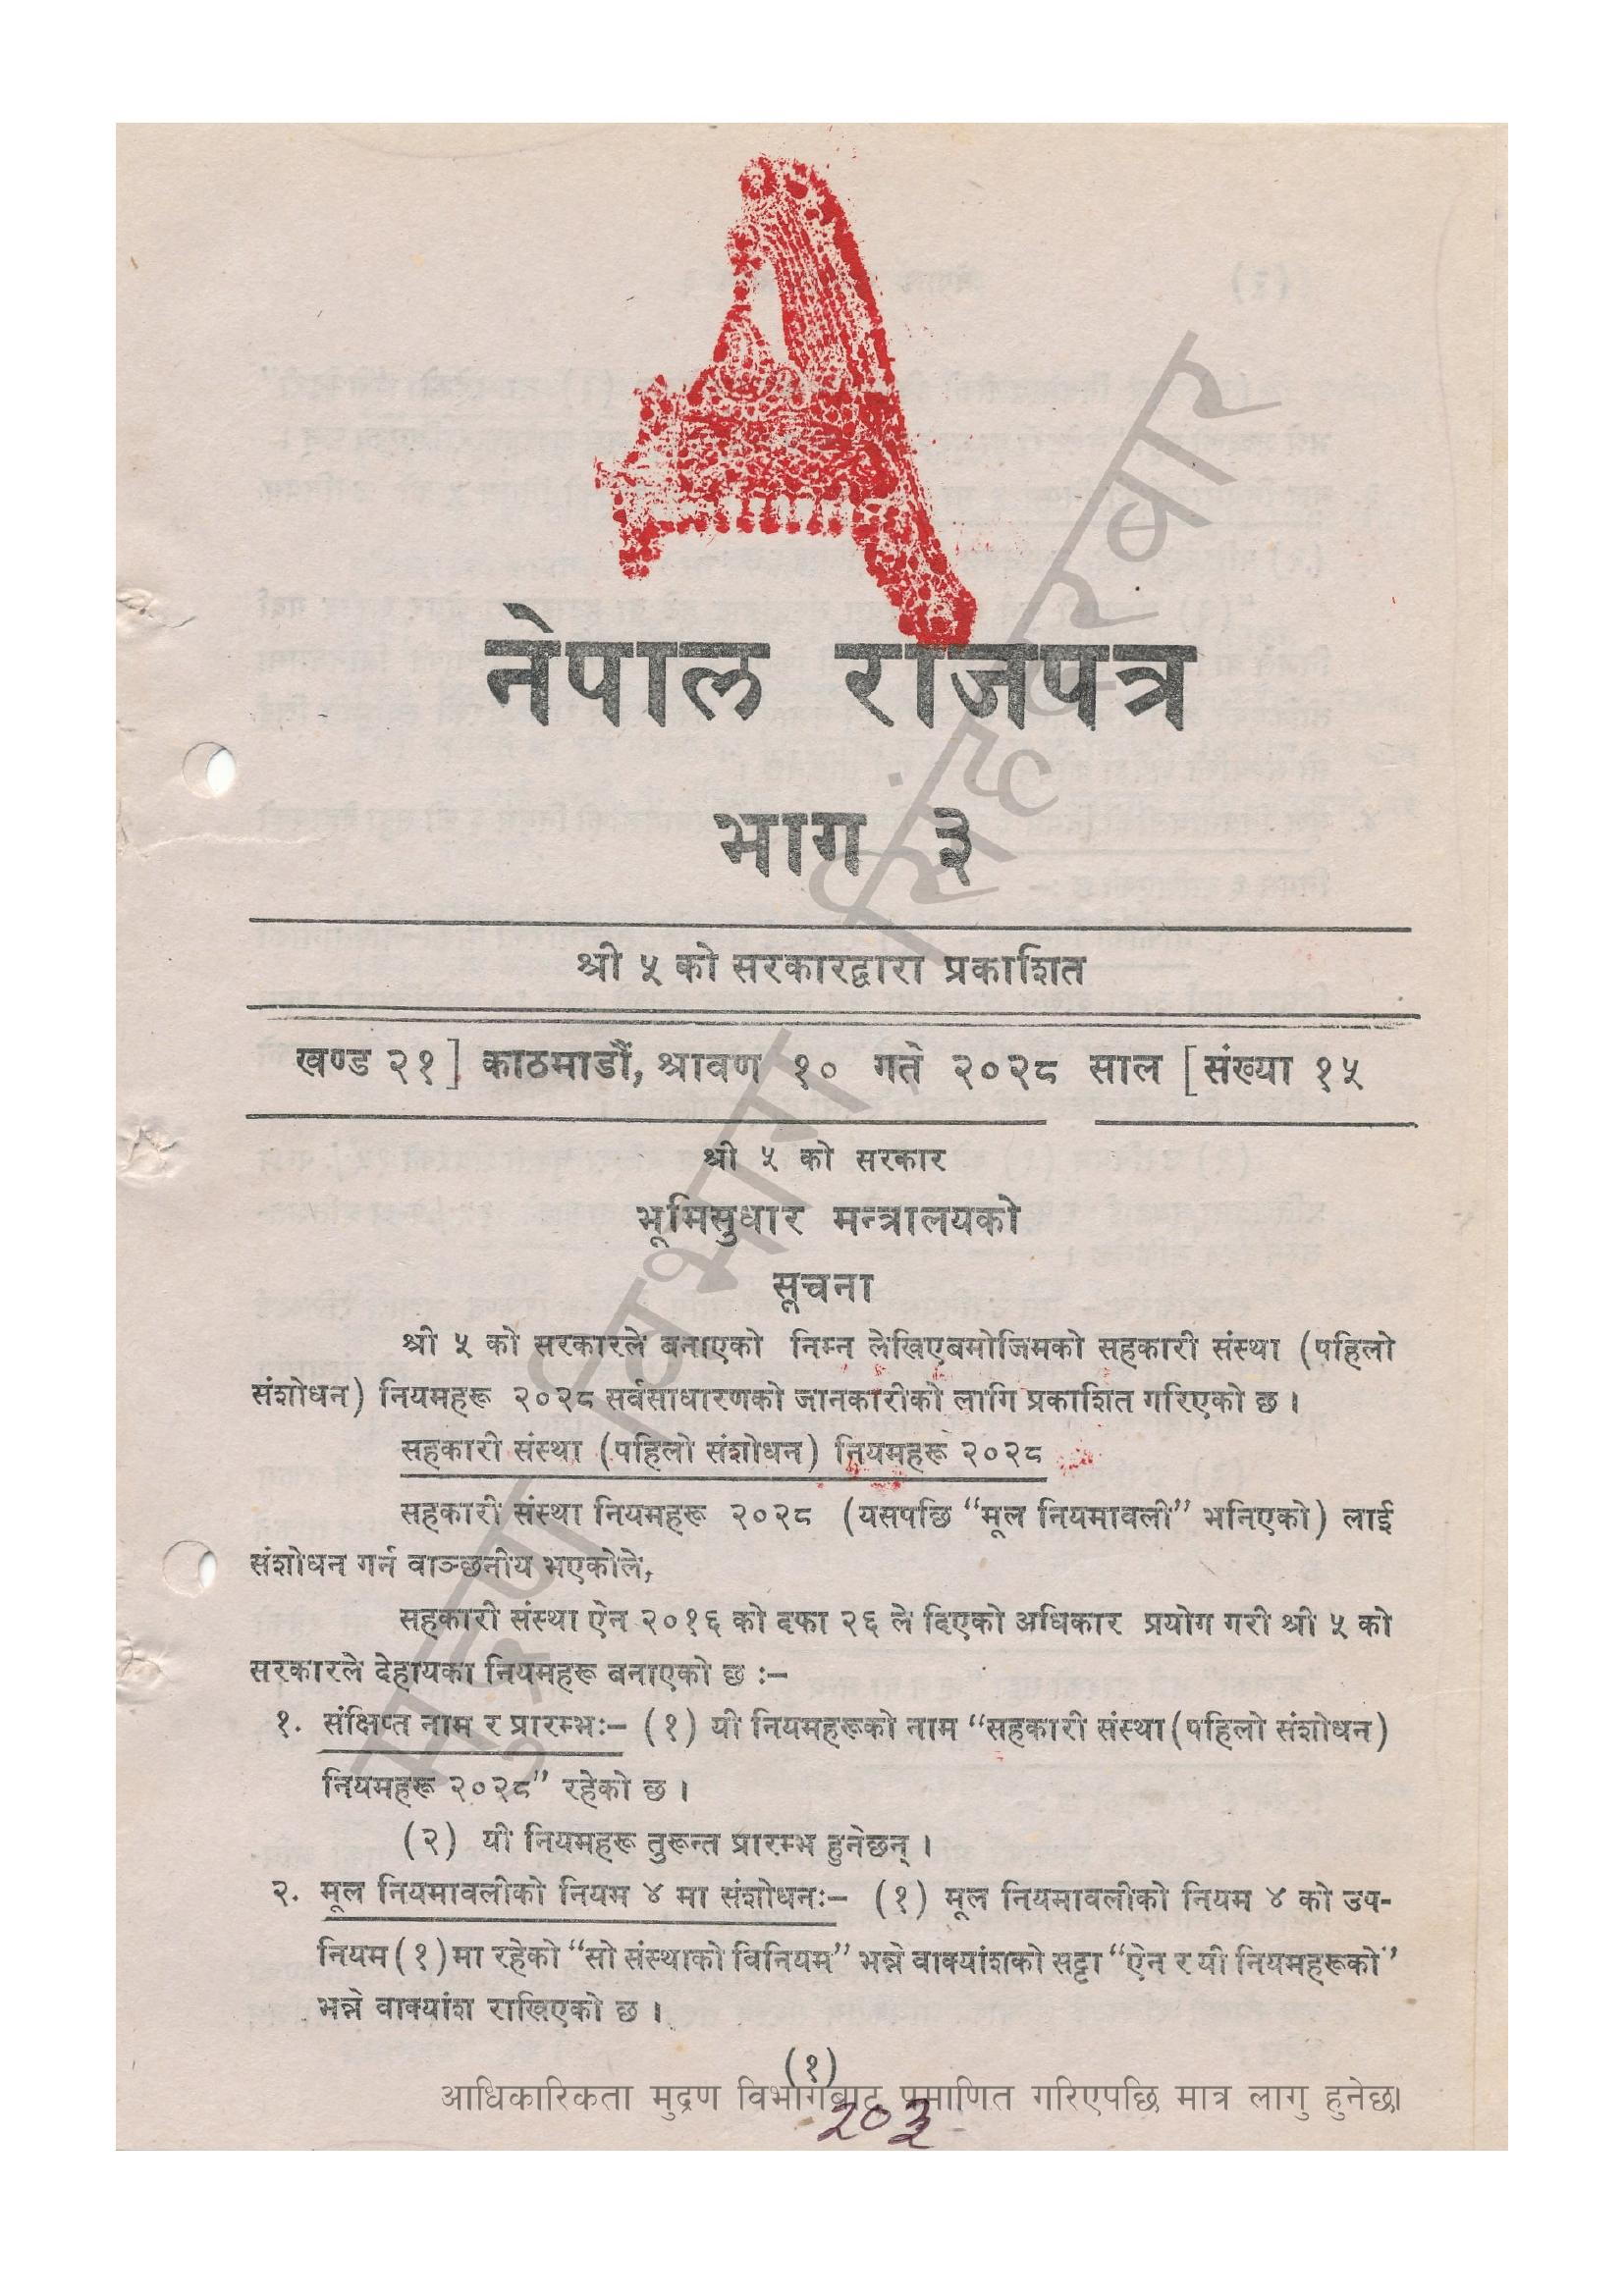 नेपाल राजपत्र
भाग ३
श्री ५ को सरकारद्वारा प्रकाशित
खण्ड २१] काठमाडौं, श्रावण १० गते २०२८ साल [संख्या १५
श्री ५ को सरकार
भूमिसुधार मन्त्रालयको
सूचना
श्री ५ को सरकारले बनाएको निम्न लेखिएबमोजिमको सहकारी संस्था (पहिलो
संशोधन) नियमहरू २०२८ सर्वसाधारणको जानकारीको लागि प्रकाशित गरिएको छ ।
सहकारी संस्था (पहिलो संशोधन) नियमहरू २०२८
सहकारी संस्था नियमहरू २०२८ (यसपछि “मूल नियमावली” भनिएको) लाई
संशोधन गर्न वाञ्छनीय भएकोले,
सहकारी संस्था ऐन २०१६ को दफा २६ ले दिएको अधिकार प्रयोग गरी श्री ५ को
सरकारले देहायका नियमहरू बनाएको छ :–
१. संक्षिप्त नाम र प्रारम्भः– (१) यी नियमहरूको नाम “सहकारी संस्था (पहिलो संशोधन)
नियमहरू २०२८” रहेको छ ।
(२) यी नियमहरू तुरून्त प्रारम्भ हुनेछन् ।
२. मूल नियमावलीको नियम ४ मा संशोधनः– (१) मूल नियमावलीको नियम ४ को उप-
नियम (१) मा रहेको “सो संस्थाको विनियम” भन्ने वाक्यांशको सट्टा “ऐन र यी नियमहरूको”
भन्ने वाक्यांश राखिएको छ ।
(१)
आधिकारिकता मुद्रण विभागबाट प्रमाणित गरिएपछि मात्र लागु हुनेछ।
२०३
मुद्रण विभाग, सिंहदरवार